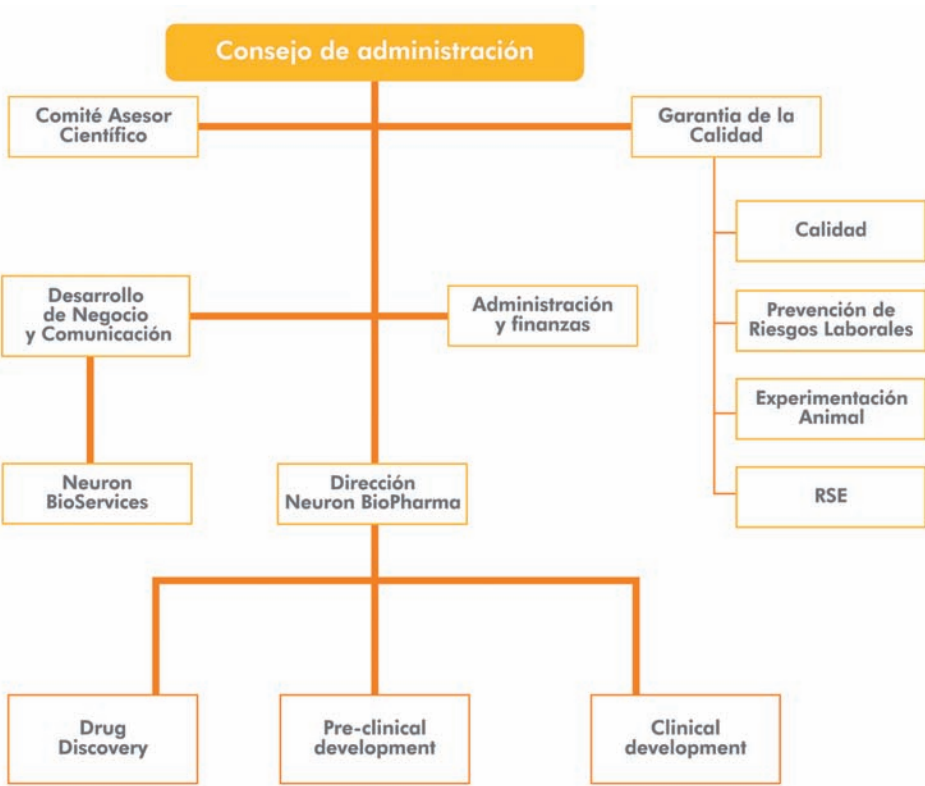 Consejo de administración
Comité Asesor
Científico
Garantia de la
Calidad
Calidad
Desarrollo
de Negocio
y Comunicación
Administración
y finanzas
Prevención de
Riesgos Laborales
Experimentación
Animal
Neuron
BioServices
Dirección
Neuron BioPharma
RSE
Drug
Discovery
Pre-clinical
development
Clinical
development